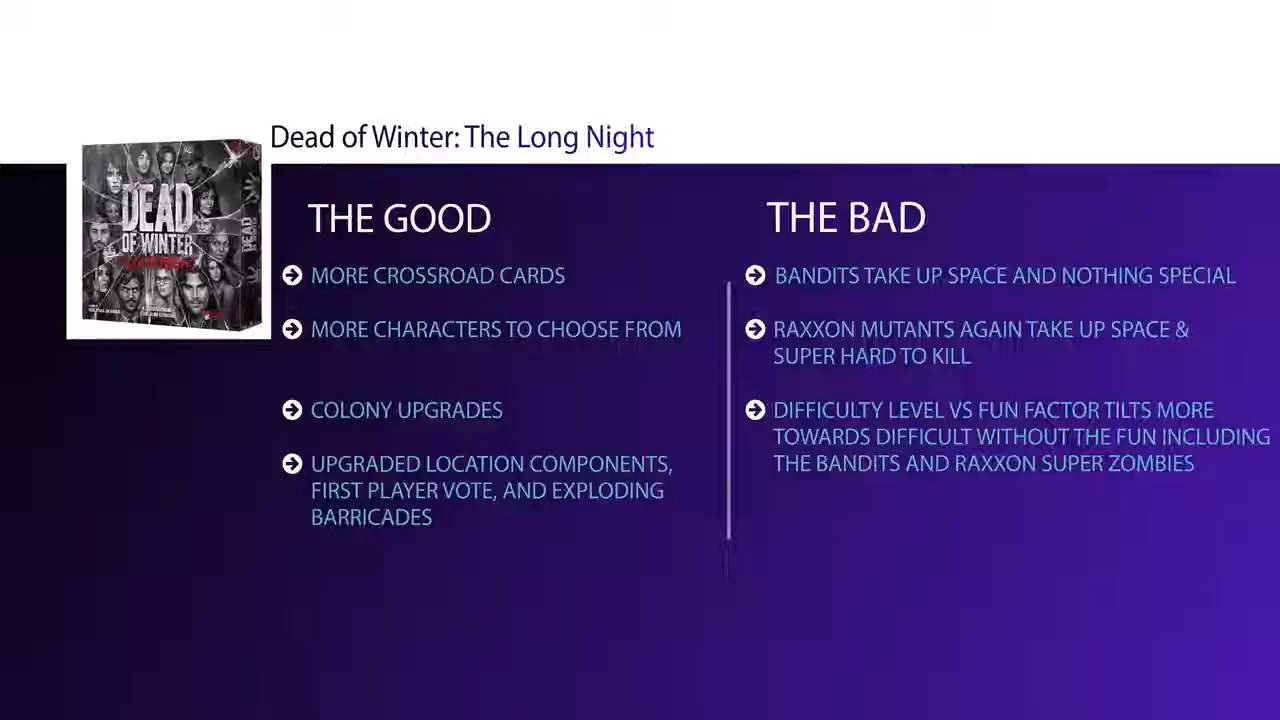 Dead of Winter: The Long Night
DEAD
OF WINTER
DEAD
THE GOOD
MORE CROSSROAD CARDS
MORE CHARACTERS TO CHOOSE FROM
COLONY UPGRADES
UPGRADED LOCATION COMPONENTS,
FIRST PLAYER VOTE, AND EXPLODING
BARRICADES
THE BAD
BANDITS TAKE UP SPACE AND NOTHING SPECIAL
RAXXON MUTANTS AGAIN TAKE UP SPACE &
SUPER HARD TO KILL
DIFFICULTY LEVEL VS FUN FACTOR TILTS MORE
TOWARDS DIFFICULT WITHOUT THE FUN INCLUDING
THE BANDITS AND RAXXON SUPER ZOMBIES